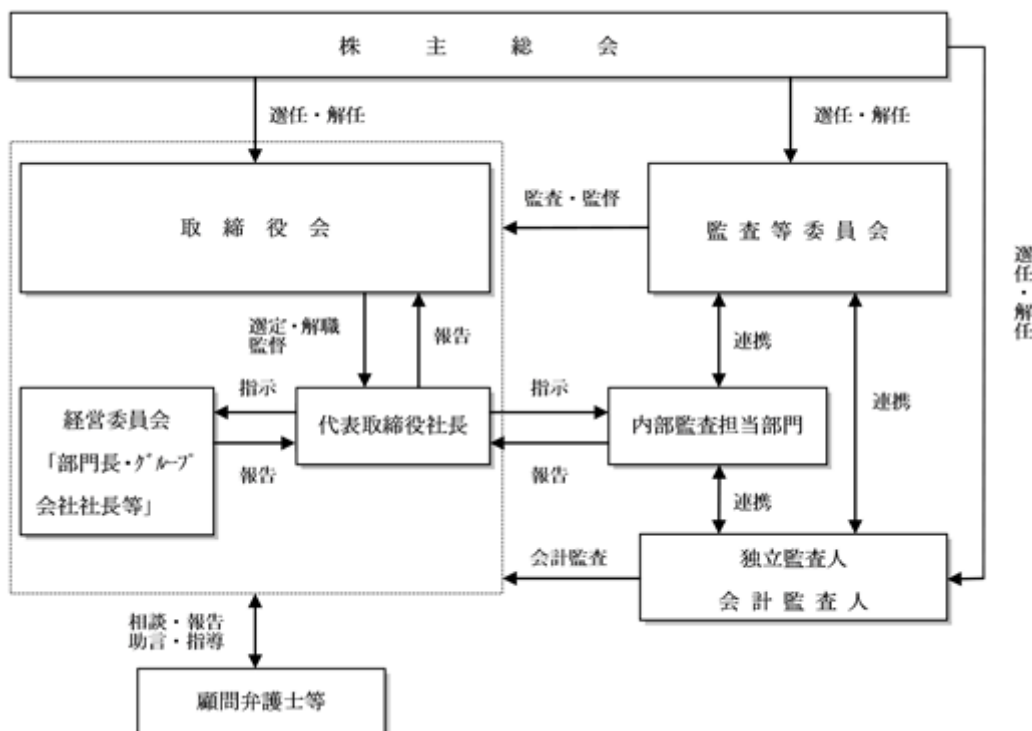 株主総会
選任・解任
選任・解任
選任・解任
取締役会
監査・監督
監査等委員会
選定・解職
監督
報告
連携
連携
指示
指示
経営委員会
「部門長・グループ
会社社長等」
代表取締役社長
内部監査担当部門
報告
報告
連携
会計監査
独立監査人
会計監査人
相談・報告
助言・指導
顧問弁護士等